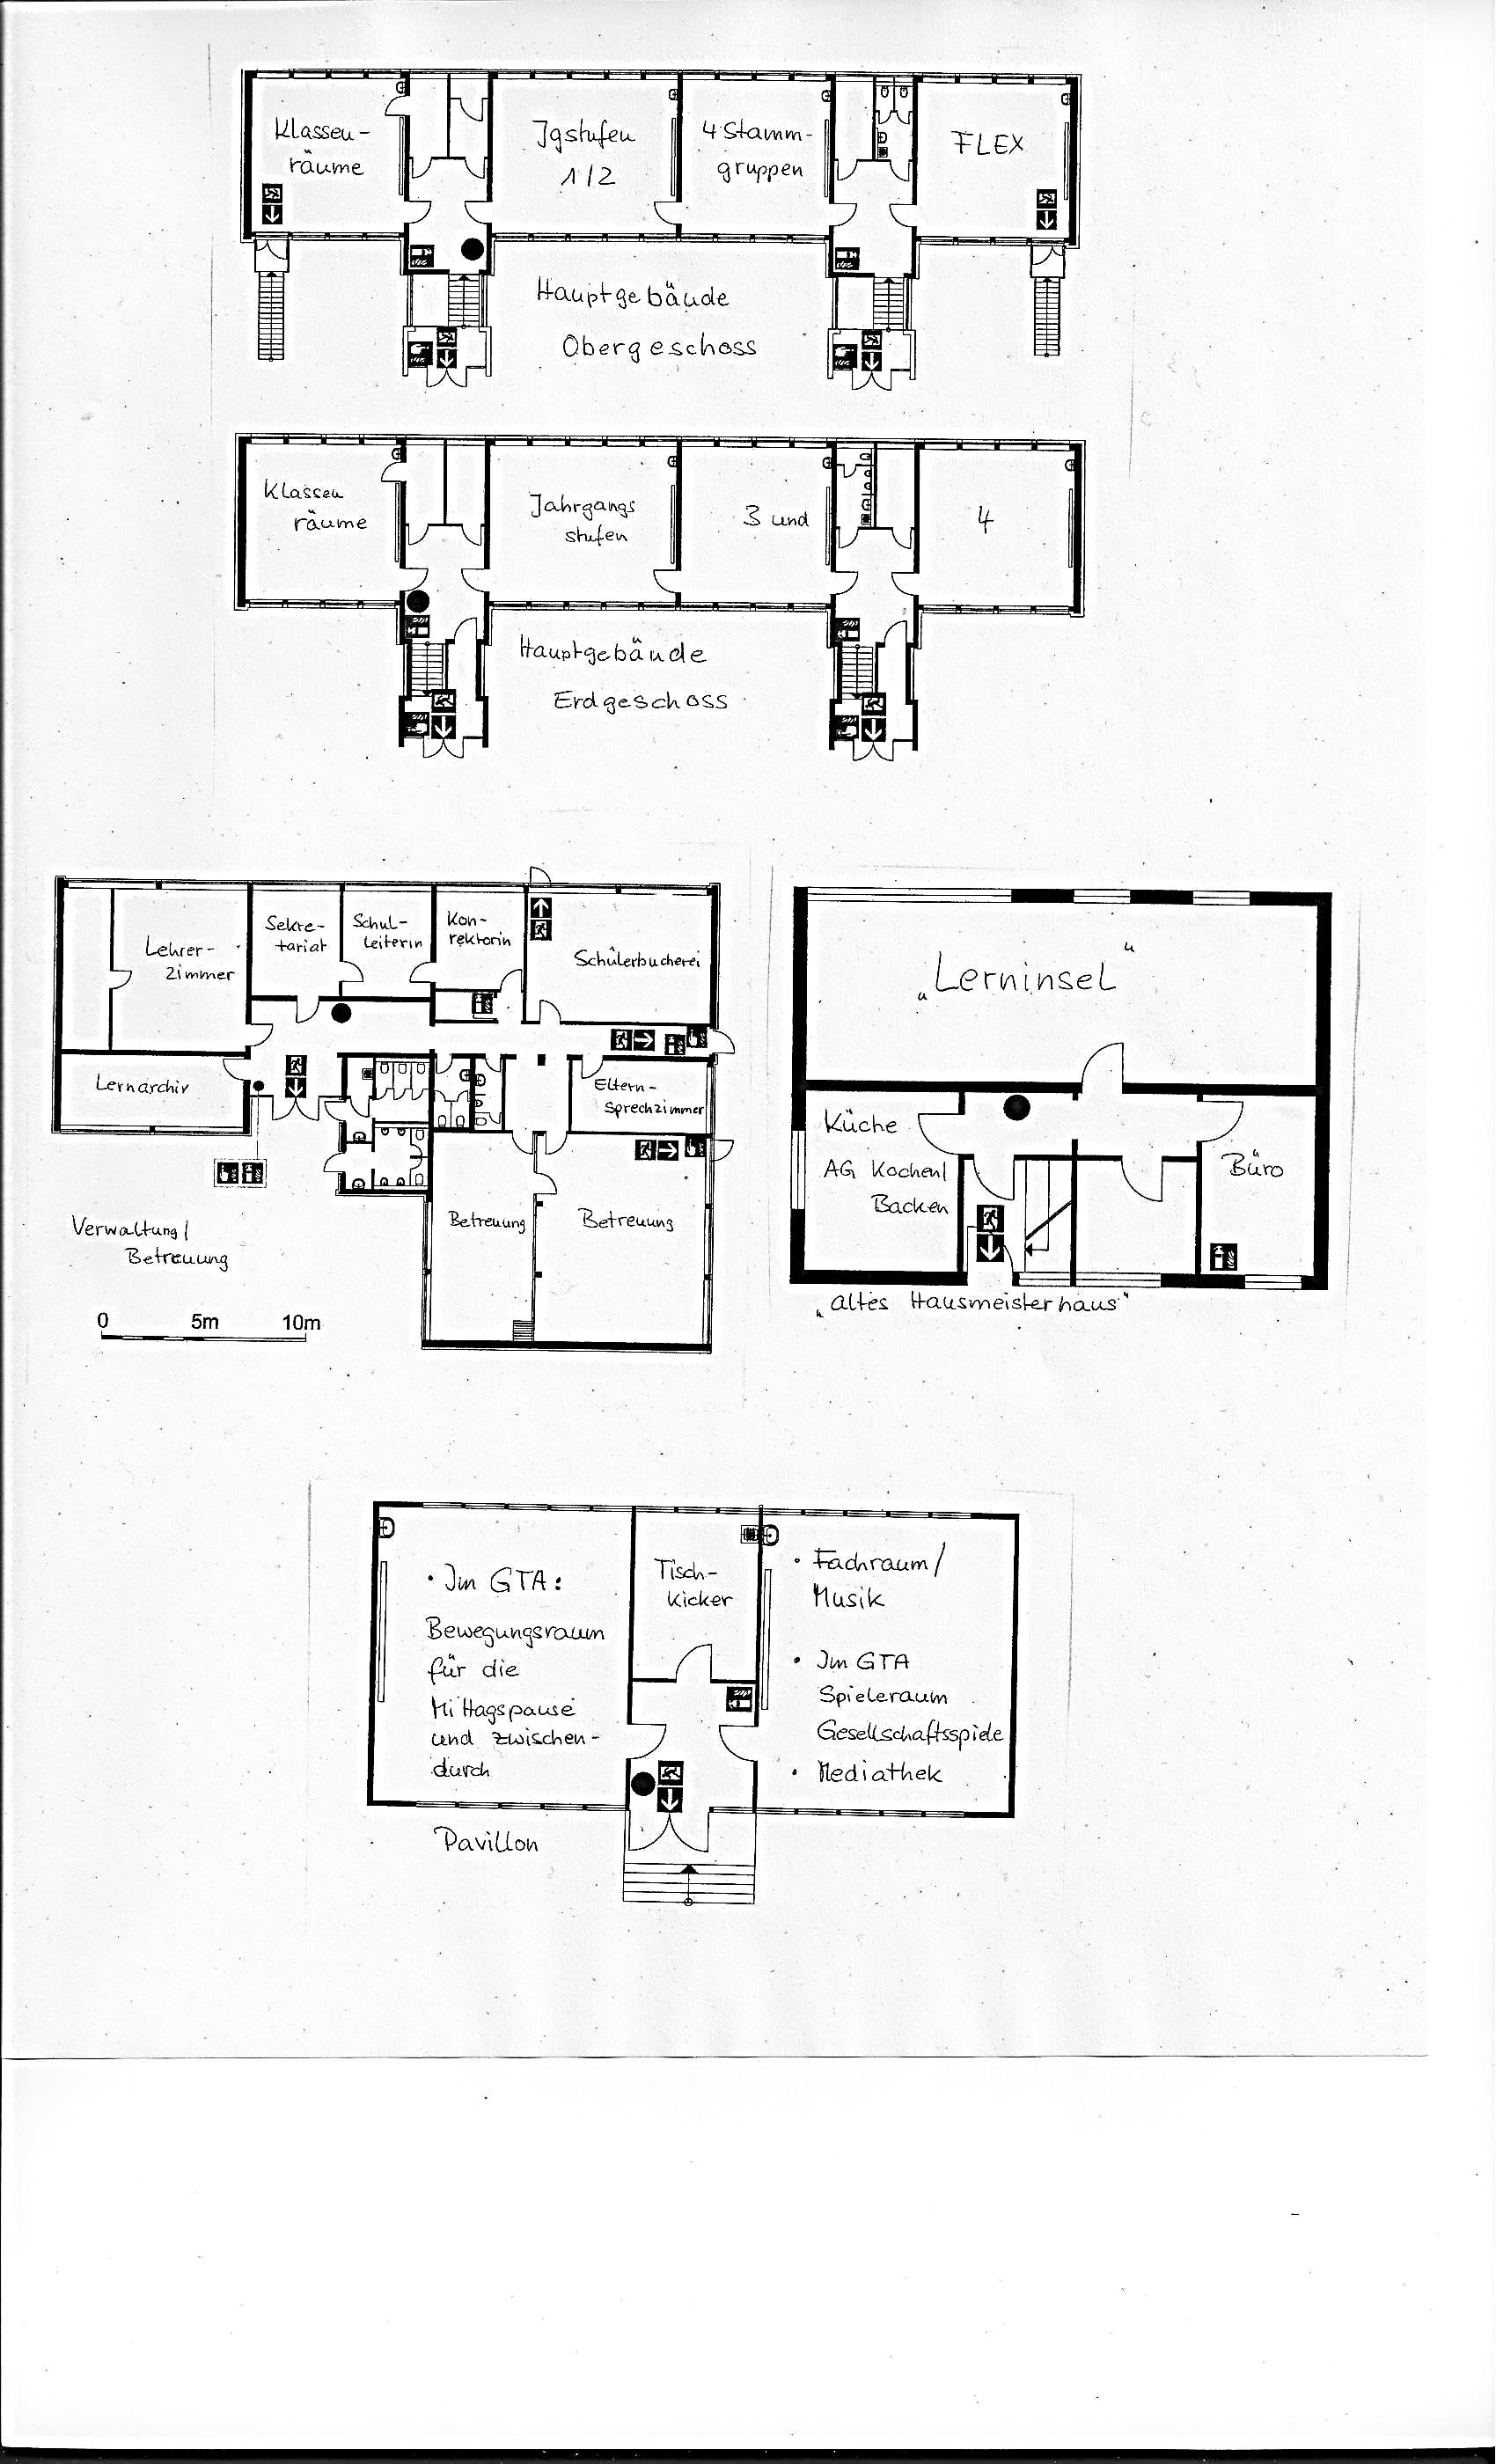 Klassen-
räume
Jgstufen
1/2
4 Stamm-
gruppen
FLEX
Hauptgebäude
Obergeschoss
Klassen
räume
Jahrgangs
stufen
3 und
4
Hauptgebäude
Erdgeschoss
Lehrer-
zimmer
Sekre-
tariat
Schul-
leiterin
Kon-
rektorin
Schülerbücherei
Lernarchiv
Eltern-
sprechzimmer
Betreuung
Betreuung
Verwaltung/
Betreuung
0 5m 10m
„Lerninsel“
Küche
AG Kochen/
Backen
Büro
„altes Hausmeisterhaus“
• Im GTA:
Bewegungsraum
für die
Mittagspause
und zwischen-
durch
Tisch-
kicker
• Fachraum/
Musik
• Im GTA
Spieleraum
Gesellschaftsspiele
• Mediathek
Pavillon